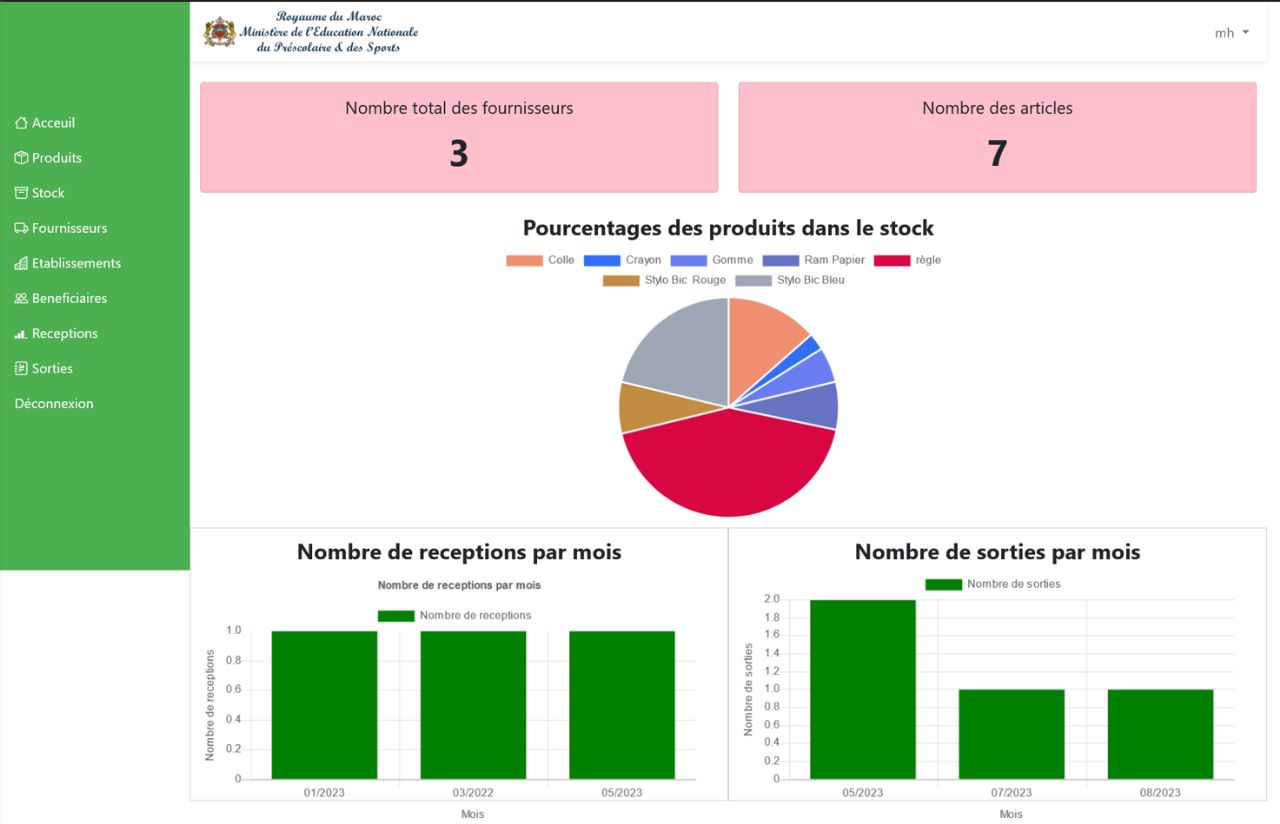 Royaume du Maroc
Ministère de l'Education Nationale
du Préscolaire & des Sports
mh
Acceuil
Produits
Stock
Fournisseurs
Etablissements
Beneficiaires
Receptions
Sorties
Déconnexion
Nombre total des fournisseurs
3
Nombre des articles
7
Pourcentages des produits dans le stock
Colle Crayon Gomme Ram Papier règle
Stylo Bic Rouge Stylo Bic Bleu
Nombre de receptions par mois
Nombre de receptions par mois
Nombre de receptions
Nombre de receptions
1.0
0.8
0.6
0.4
0.2
0
01/2023 03/2022 05/2023
Mois
Nombre de sorties par mois
Nombre de sorties
Nombre de sorties
2.0
1.8
1.6
1.4
1.2
1.0
0.8
0.6
0.4
0.2
0
05/2023 07/2023 08/2023
Mois